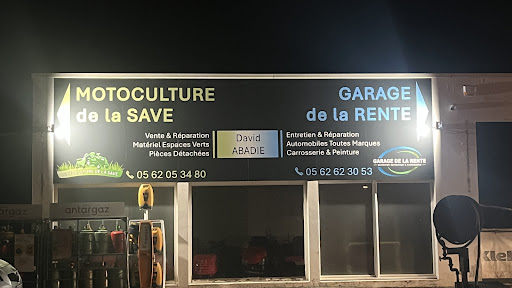 MOTOCULTURE
de la SAVE
Vente & Réparation
Matériel Espaces Verts
Pièces Détachées
05 62 05 34 80
David
ABADIE
GARAGE
de la RENTE
Entretien & Réparation
Automobiles Toutes Marques
Carrosserie & Peinture
05 62 62 30 53
GARAGE DE LA RENTE
antargaz